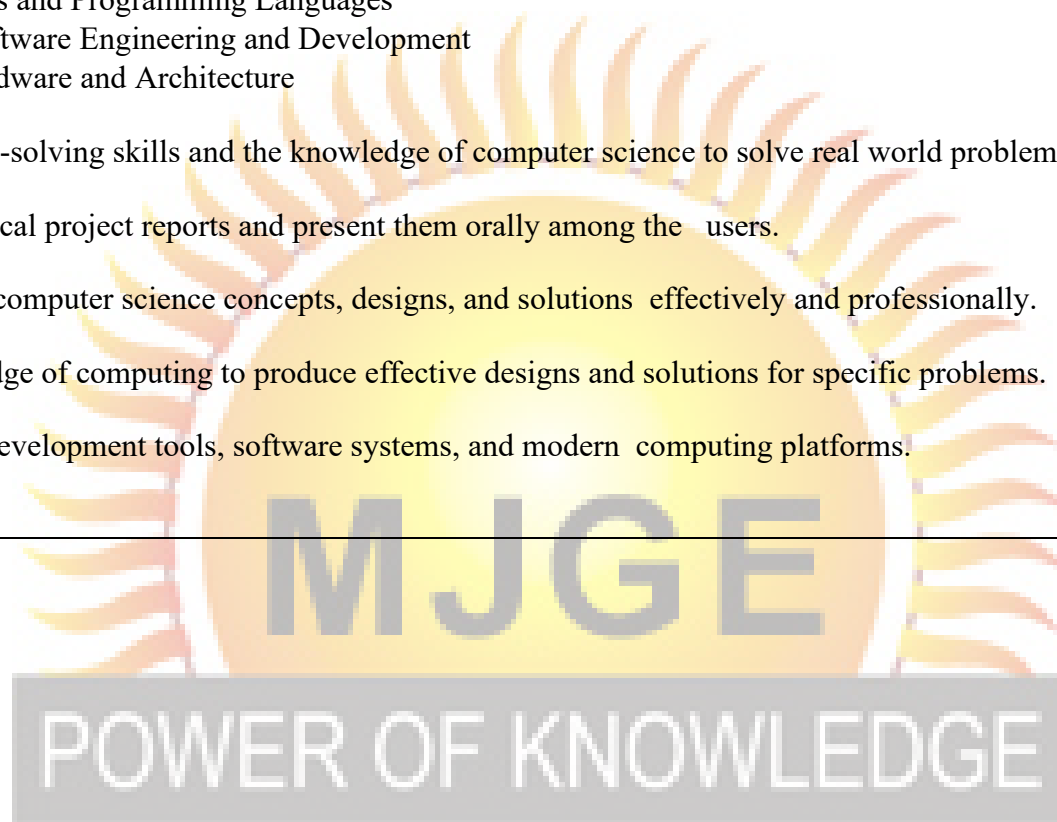 s and Programming Languages
ftware Engineering and Development
dware and Architecture
-solving skills and the knowledge of computer science to solve real world problem
cal project reports and present them orally among the users.
computer science concepts, designs, and solutions effectively and professionally.
dge of computing to produce effective designs and solutions for specific problems.
evelopment tools, software systems, and modern computing platforms.
MJGE
POWER OF KNOWLEDGE